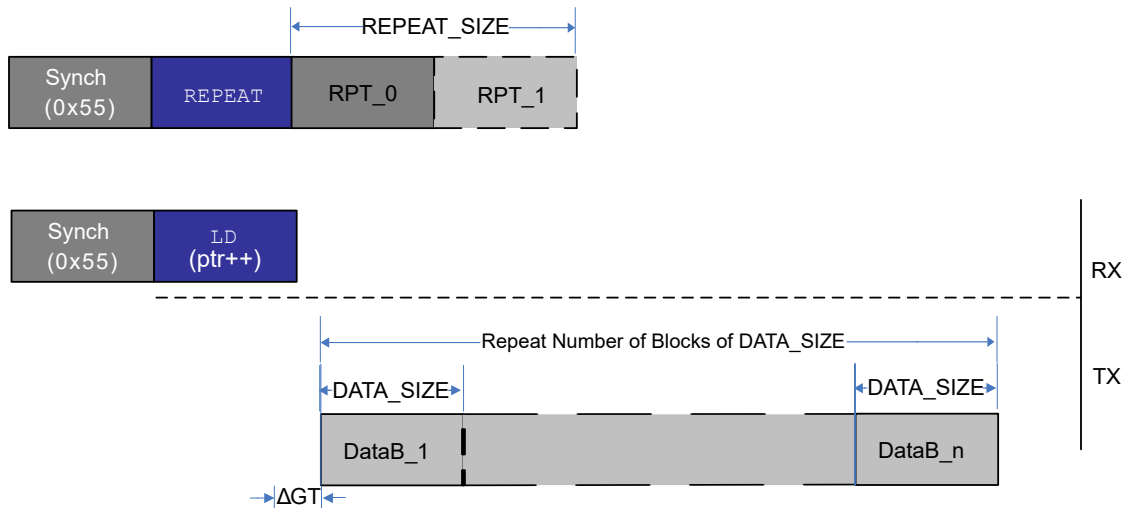 REPEAT_SIZE
Synch
(0x55)
REPEAT
RPT_0
RPT_1
Synch
(0x55)
LD
(ptr++)
RX
Repeat Number of Blocks of DATA_SIZE
TX
DATA_SIZE
DATA_SIZE
DataB_1
DataB_n
ΔGT